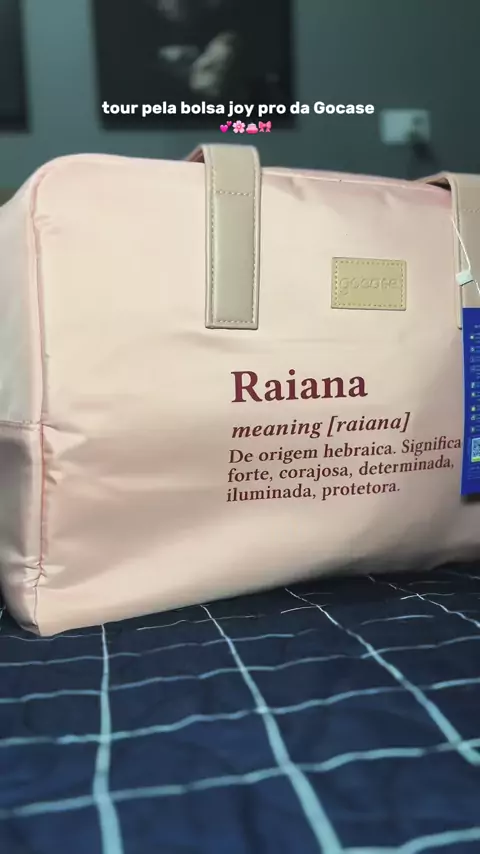 tour pela bolsa joy pro da Gocase
💕🌸👛🎀
gocase
Raiana
meaning [raiana]
De origem hebraica. Significa
forte, corajosa, determinada,
iluminada, protetora.